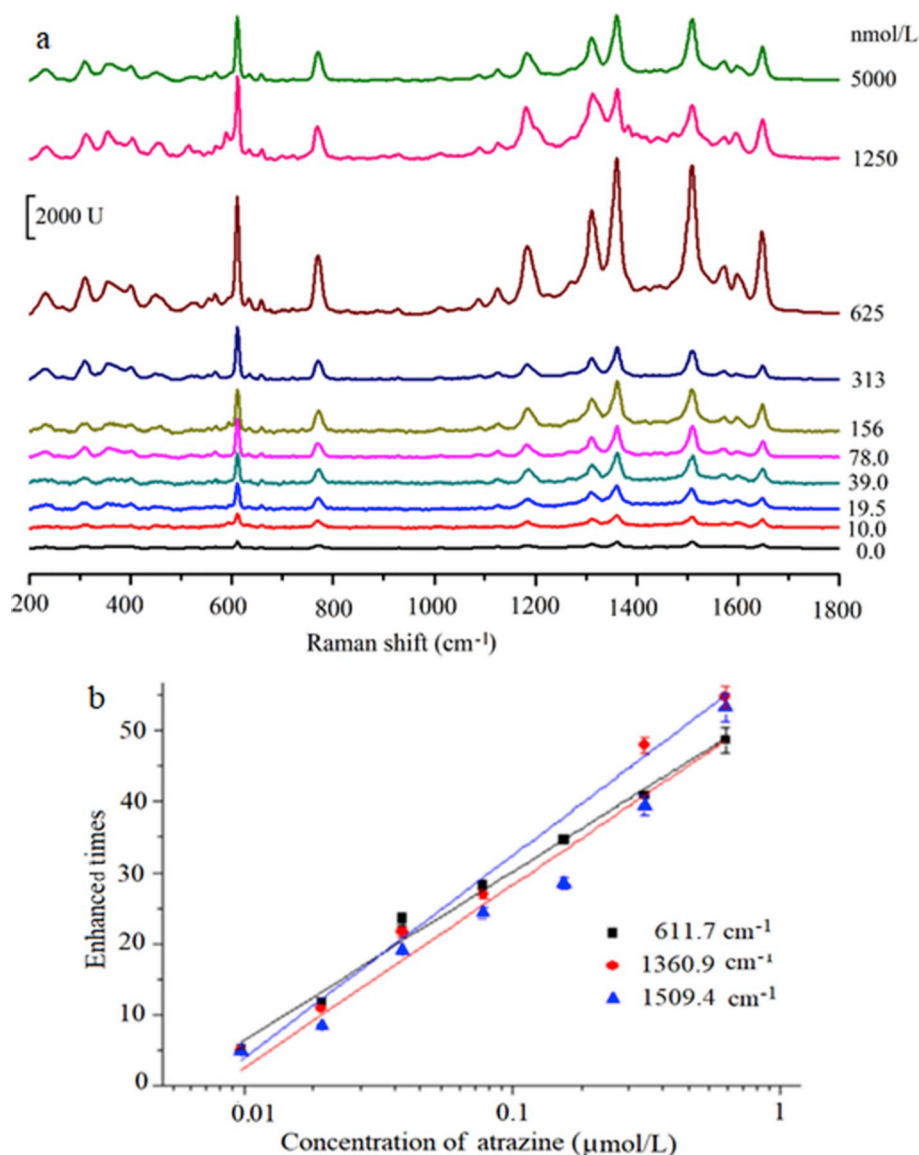 a
nmol/L
5000
1250
2000 U
625
313
156
78.0
39.0
19.5
10.0
0.0
200 400 600 800 1000 1200 1400 1600 1800
Raman shift (cm⁻¹)
b
50
40
30
20
10
0
Enhanced times
611.7 cm⁻¹
1360.9 cm⁻¹
1509.4 cm⁻¹
0.01 0.1 1
Concentration of atrazine (μmol/L)